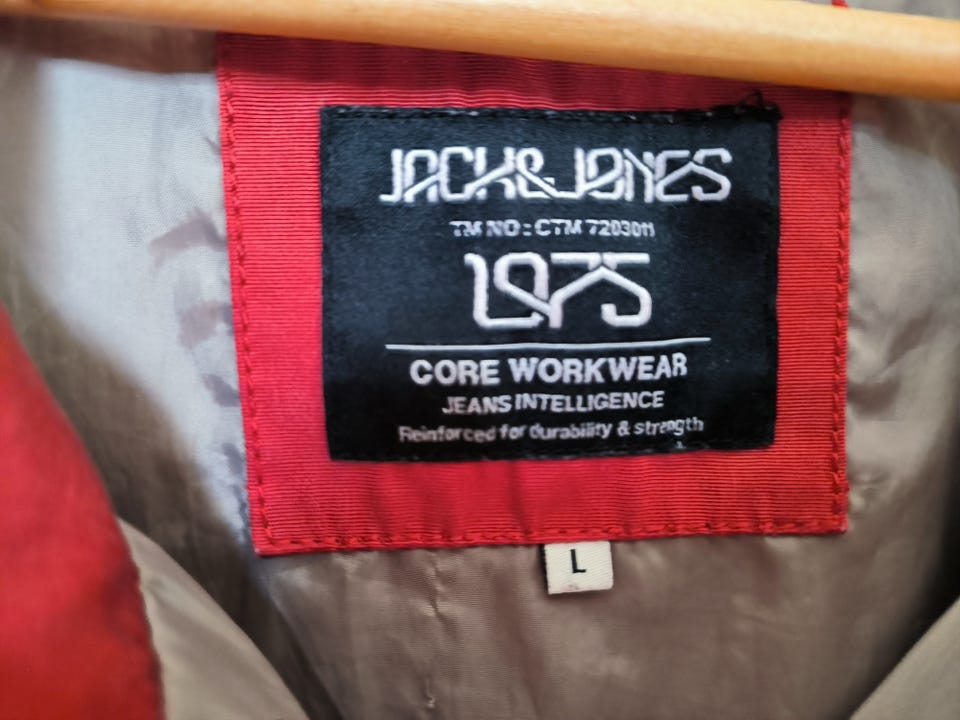 JACK&JONES
TM NO: CTM 7203011
1975
CORE WORKWEAR
JEANS INTELLIGENCE
Reinforced for durability & strength
L